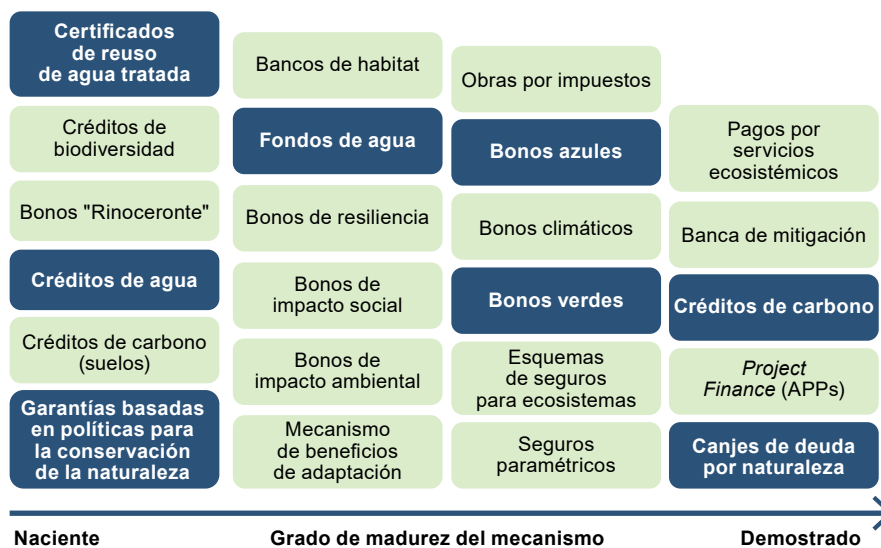 Certificados
de reuso
de agua tratada
Créditos de
biodiversidad
Bonos "Rinoceronte"
Créditos de agua
Créditos de carbono
(suelos)
Garantías basadas
en políticas para
la conservación
de la naturaleza
Bancos de habitat
Fondos de agua
Bonos de resiliencia
Bonos de
impacto social
Bonos de
impacto ambiental
Mecanismo
de beneficios
de adaptación
Obras por impuestos
Bonos azules
Bonos climáticos
Bonos verdes
Esquemas
de seguros
para ecosistemas
Seguros
paramétricos
Pagos por
servicios
ecosistémicos
Banca de mitigación
Créditos de carbono
Project
Finance (APPs)
Canjes de deuda
por naturaleza
Naciente
Grado de madurez del mecanismo
Demostrado